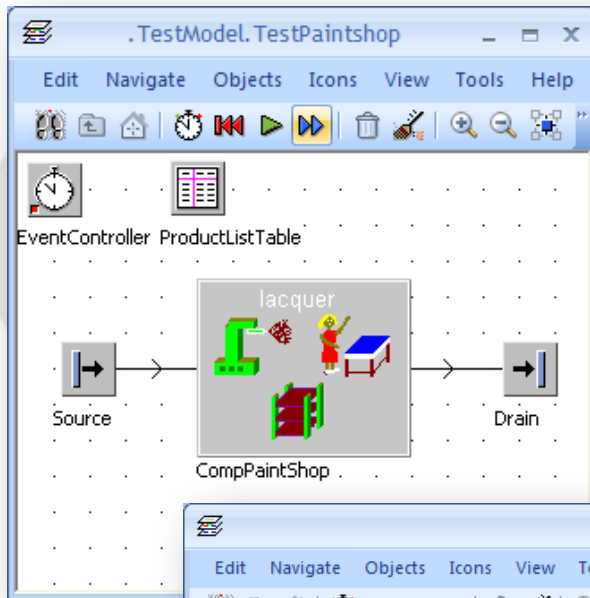 .TestModel.TestPaintshop
Edit Navigate Objects Icons View Tools Help
EventController ProductListTable
lacquer
Source
Drain
CompPaintShop
Edit Navigate Objects Icons View